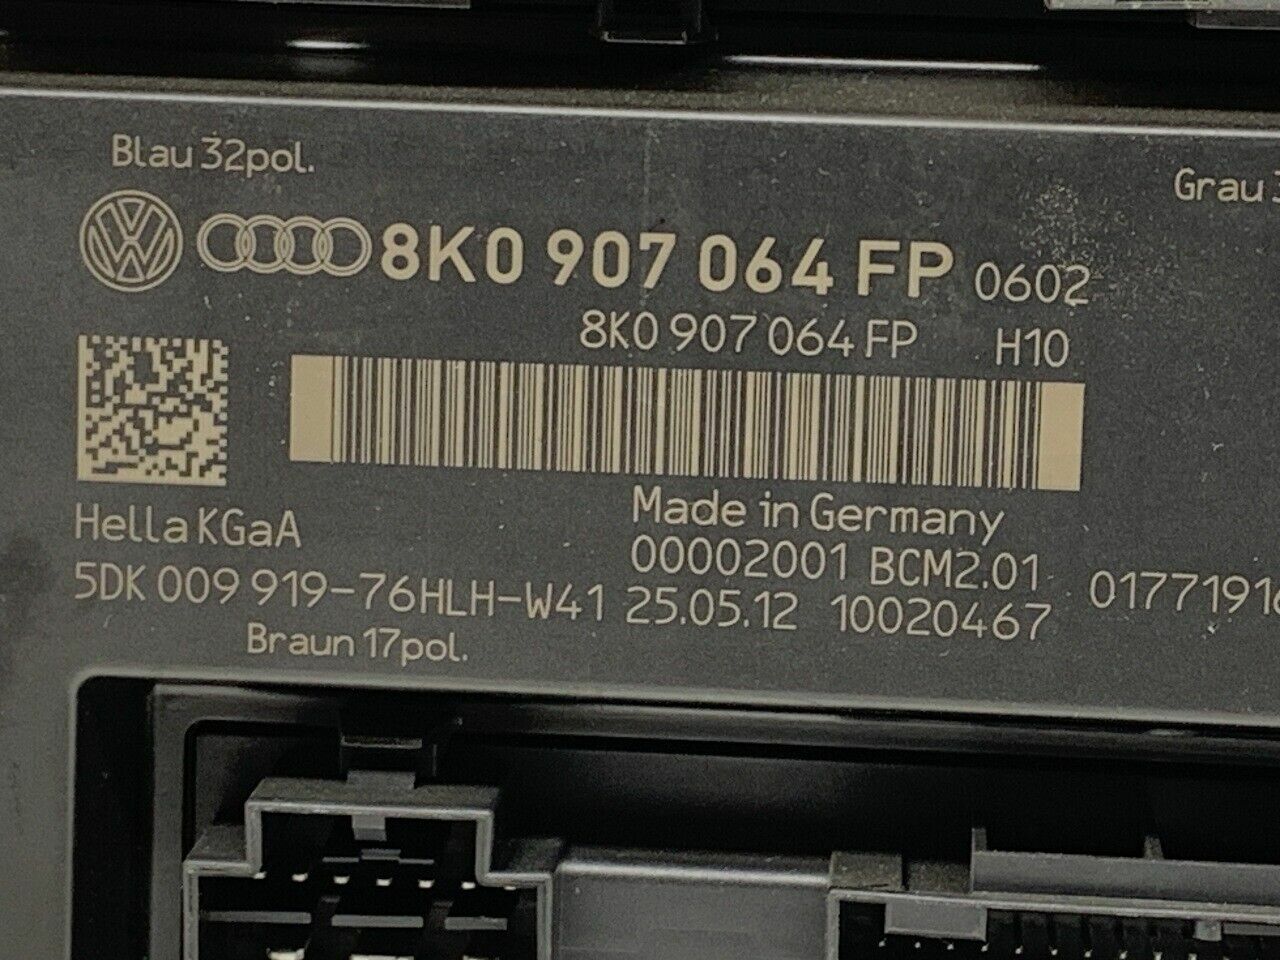 Blau 32pol.
Grau
8K0 907 064 FP 0602
8K0 907 064 FP H10
Made in Germany
Hella KGaA
00002001 BCM2.01
5DK 009 919-76HLH-W41 25.05.12 10020467
Braun 17pol.